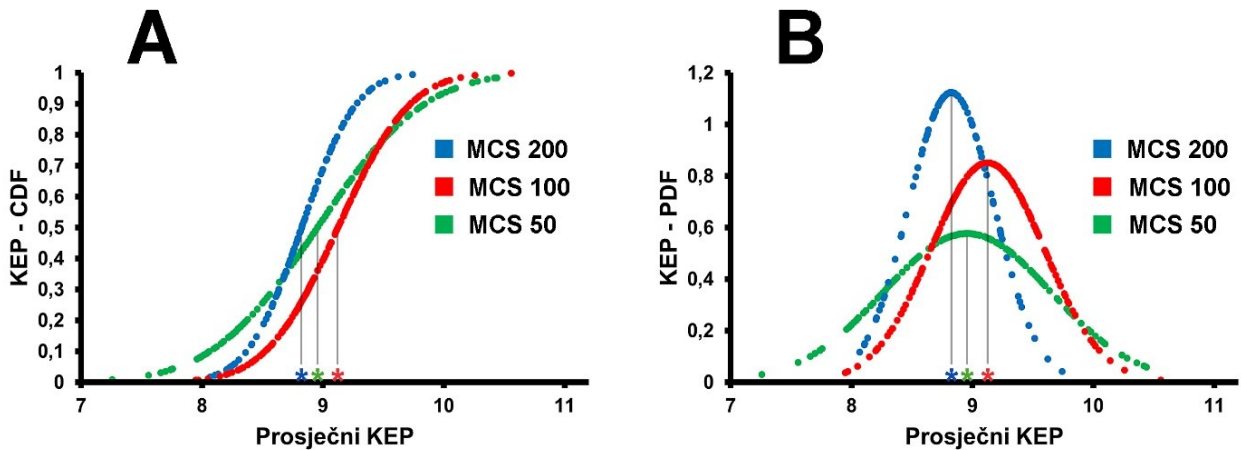 A
KEP - CDF
1
0,9
0,8
0,7
0,6
0,5
0,4
0,3
0,2
0,1
0
7
8
9
10
11
Prosječni KEP
MCS 200
MCS 100
MCS 50
*
*
*
B
KEP - PDF
1,2
1
0,8
0,6
0,4
0,2
0
7
8
9
10
11
Prosječni KEP
MCS 200
MCS 100
MCS 50
*
*
*